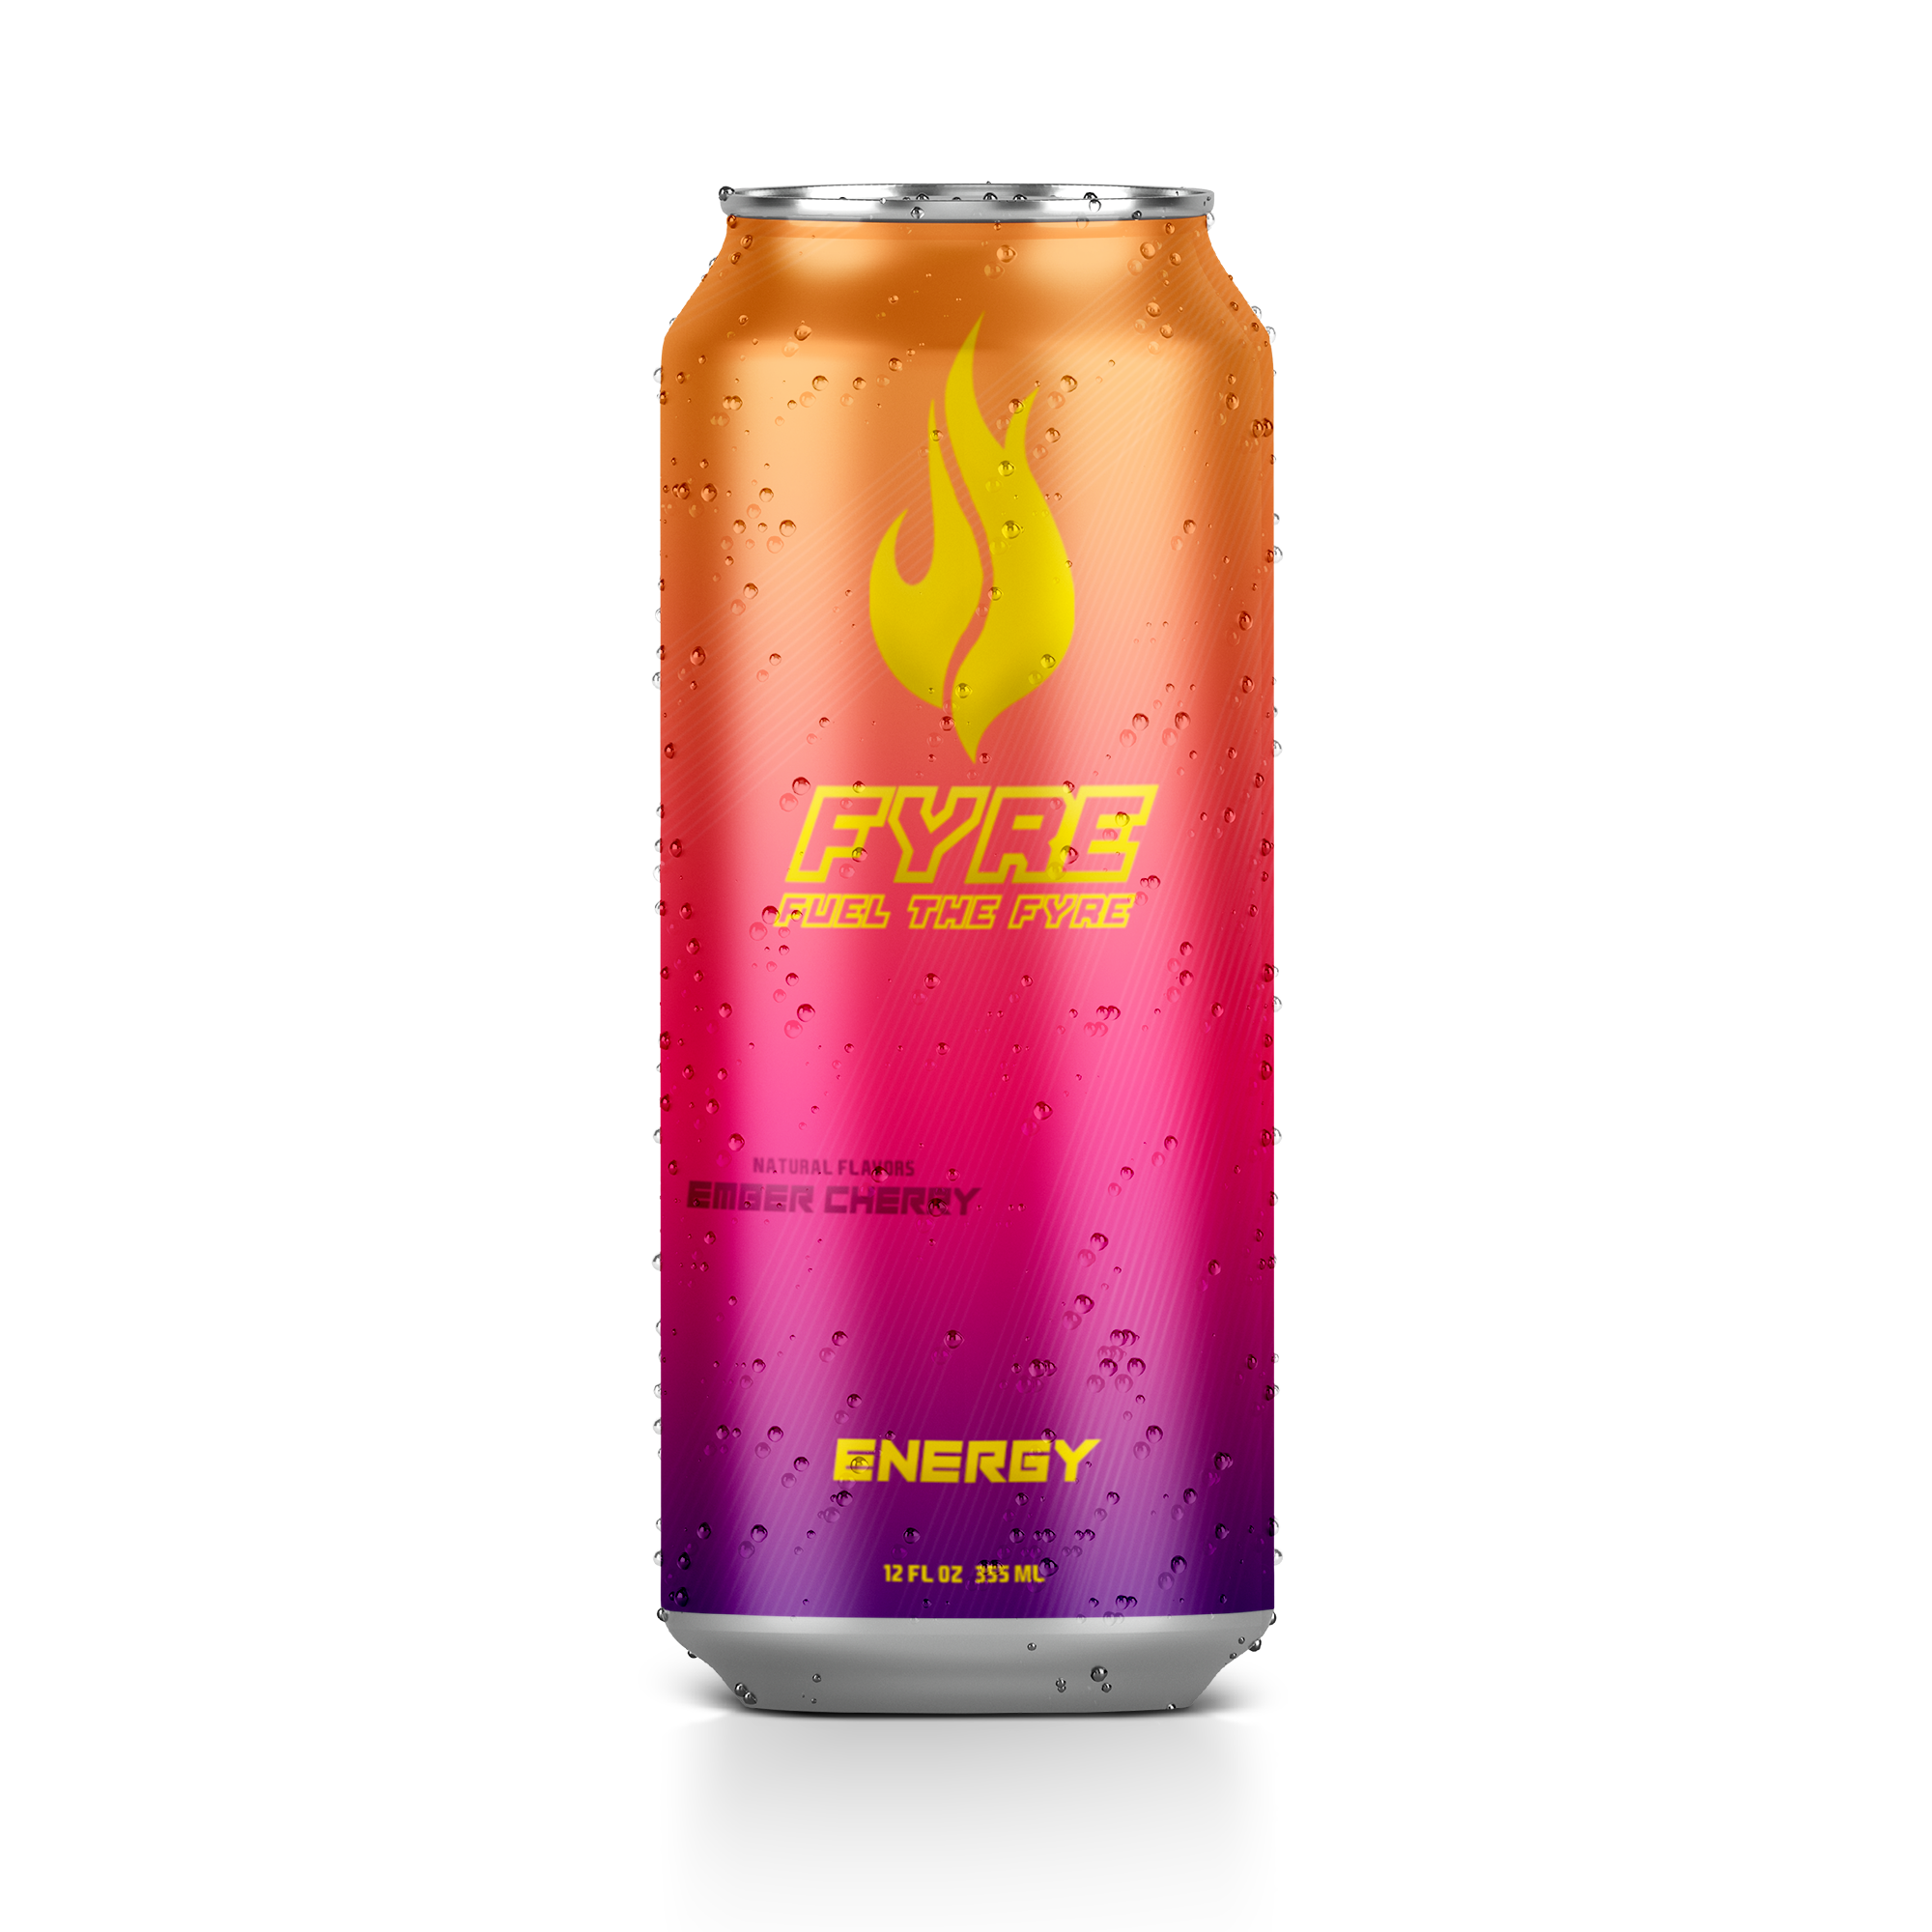 FYRE
FUEL THE FYRE
NATURAL FLAVORS
EMBER CHERRY
ENERGY
12 FL OZ 355 ML